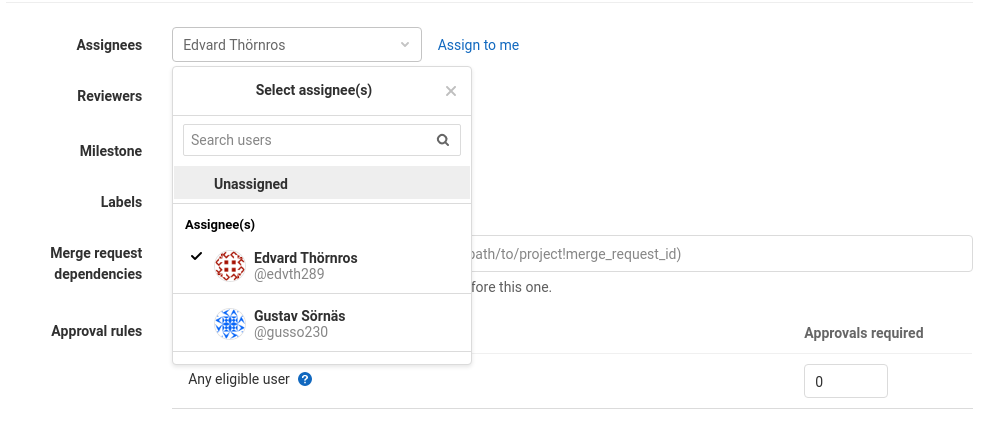 Assignees
Edvard Thörnros
Assign to me
Select assignee(s)
Reviewers
Search users
Milestone
Unassigned
Labels
Assignee(s)
Merge request
dependencies
path/to/project!merge_request_id)
Edvard Thörnros
@edvth289
fore this one.
Gustav Sörnäs
@gusso230
Approval rules
Approvals required
Any eligible user ?
0